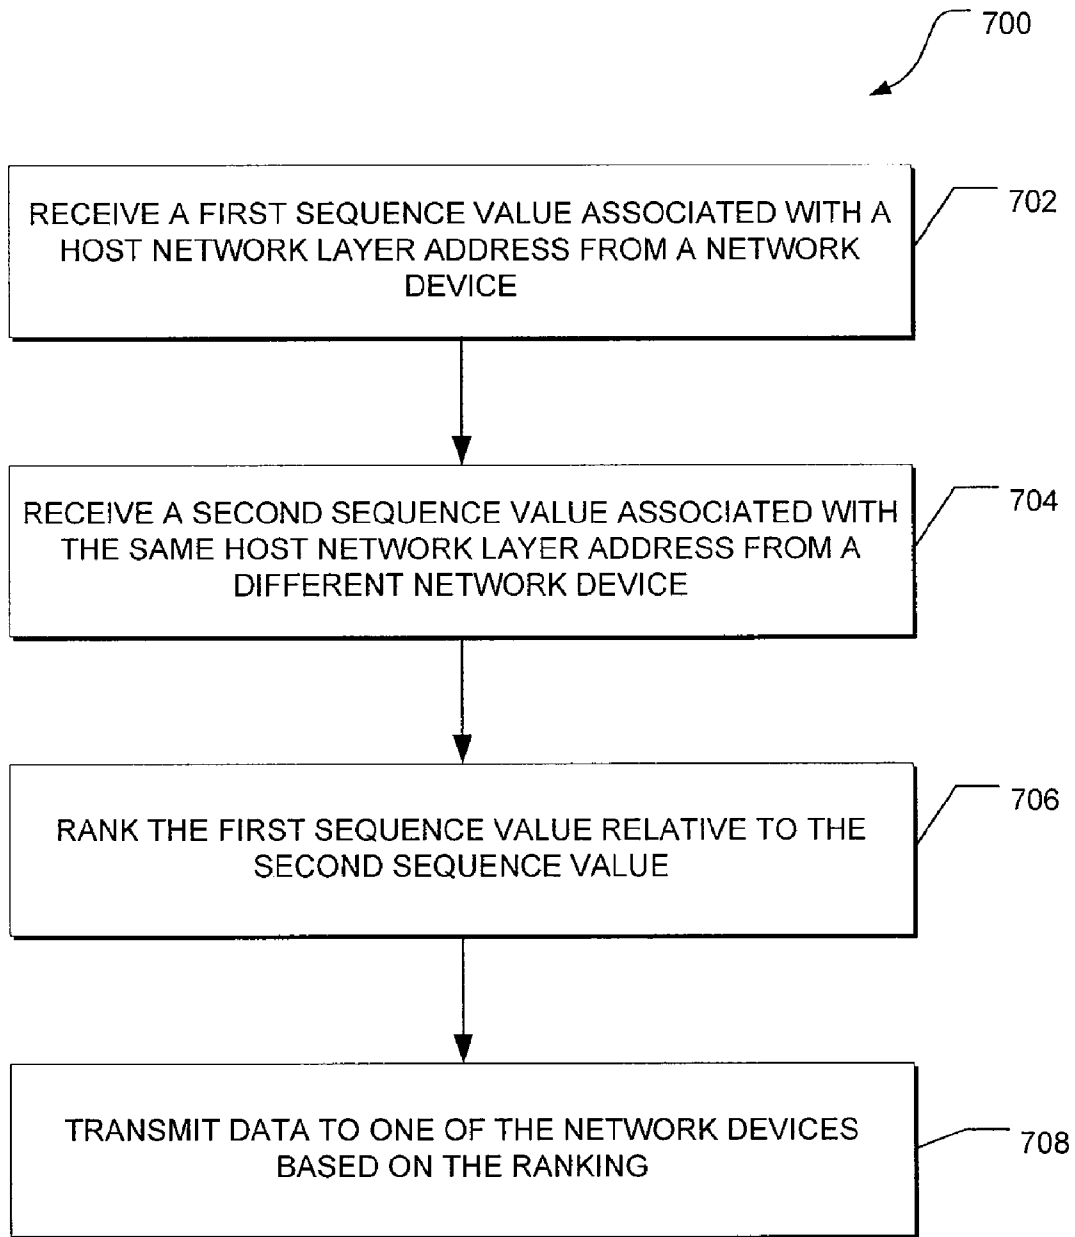 700
RECEIVE A FIRST SEQUENCE VALUE ASSOCIATED WITH A
HOST NETWORK LAYER ADDRESS FROM A NETWORK
DEVICE
702
RECEIVE A SECOND SEQUENCE VALUE ASSOCIATED WITH
THE SAME HOST NETWORK LAYER ADDRESS FROM A
DIFFERENT NETWORK DEVICE
704
RANK THE FIRST SEQUENCE VALUE RELATIVE TO THE
SECOND SEQUENCE VALUE
706
TRANSMIT DATA TO ONE OF THE NETWORK DEVICES
BASED ON THE RANKING
708